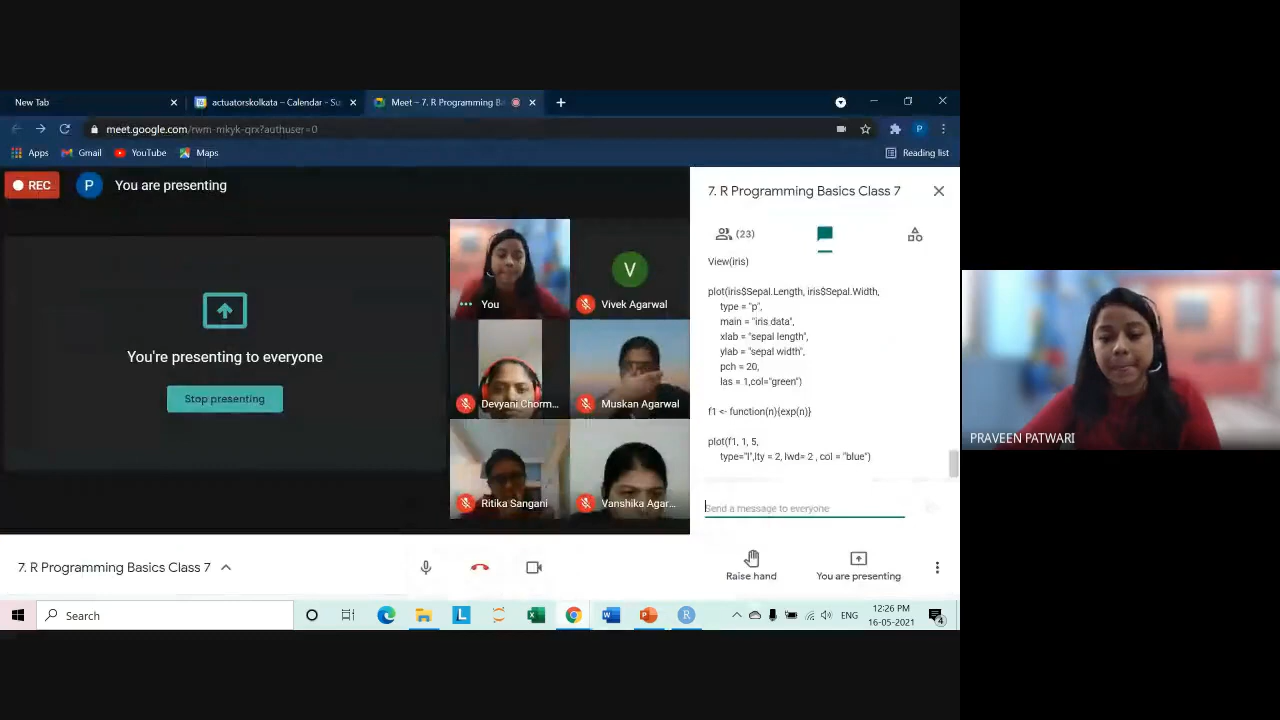 New Tab
actuatorskolkata – Calendar - Su
Meet – 7. R Programming Ba
meet.google.com/rwm-mkyk-qrx?authuser=0
P
Apps
Gmail
YouTube
Maps
Reading list
REC
P
You are presenting
7. R Programming Basics Class 7
(23)
View(iris)
plot(iris$Sepal.Length, iris$Sepal.Width,
type = "p",
main = "iris data",
xlab = "sepal length",
ylab = "sepal width",
pch = 20,
las = 1,col="green")
f1 <- function(n){exp(n)}
plot(f1, 1, 5,
type="l",lty = 2, lwd= 2 , col = "blue")
You're presenting to everyone
Stop presenting
You
V
Vivek Agarwal
Devyani Chorm...
Muskan Agarwal
Ritika Sangani
Vanshika Agar...
Send a message to everyone
Raise hand
You are presenting
7. R Programming Basics Class 7
Search
L
ENG
12:26 PM
16-05-2021
4
PRAVEEN PATWARI